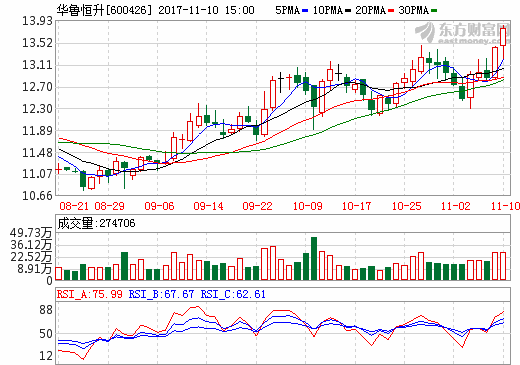 华鲁恒升[600426] 2017-11-10 15:00 5PMA 10PMA 20PMA 30PMA
东方财富网
eastmoney.com
13.93
13.52
13.11
12.70
12.30
11.89
11.48
11.07
10.66
08-21 08-29 09-06 09-14 09-22 10-09 10-17 10-25 11-02 11-10
成交量:274706
49.73万
36.12万
22.52万
8.91万
0
RSI_A:75.99 RSI_B:67.67 RSI_C:62.61
88
50
12